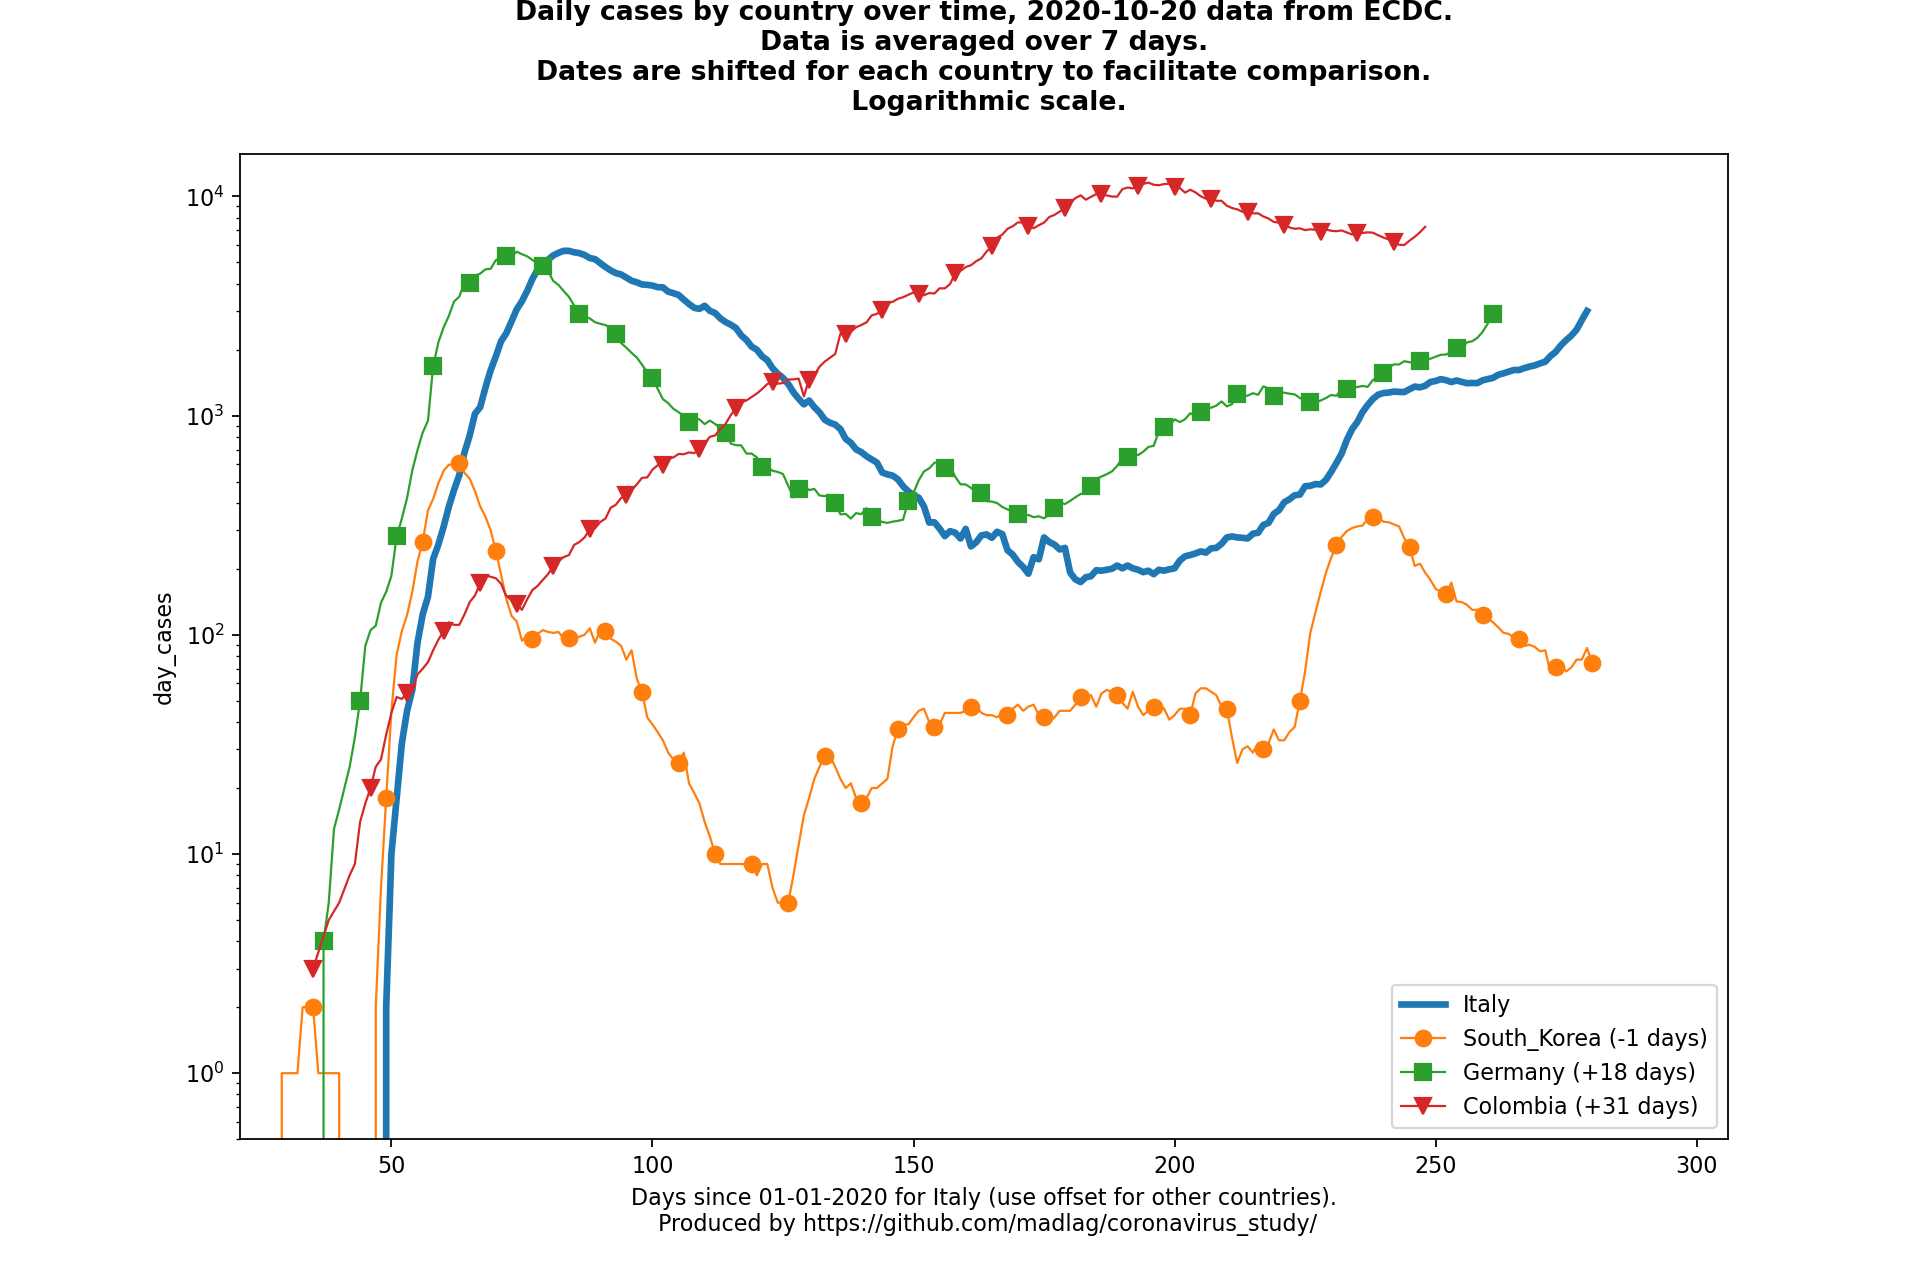 Daily cases by country over time, 2020-10-20 data from ECDC.
Data is averaged over 7 days.
Dates are shifted for each country to facilitate comparison.
Logarithmic scale.
10⁴
10³
10²
10¹
10⁰
day_cases
Italy
South_Korea (-1 days)
Germany (+18 days)
Colombia (+31 days)
50 100 150 200 250 300
Days since 01-01-2020 for Italy (use offset for other countries).
Produced by https://github.com/madlag/coronavirus_study/